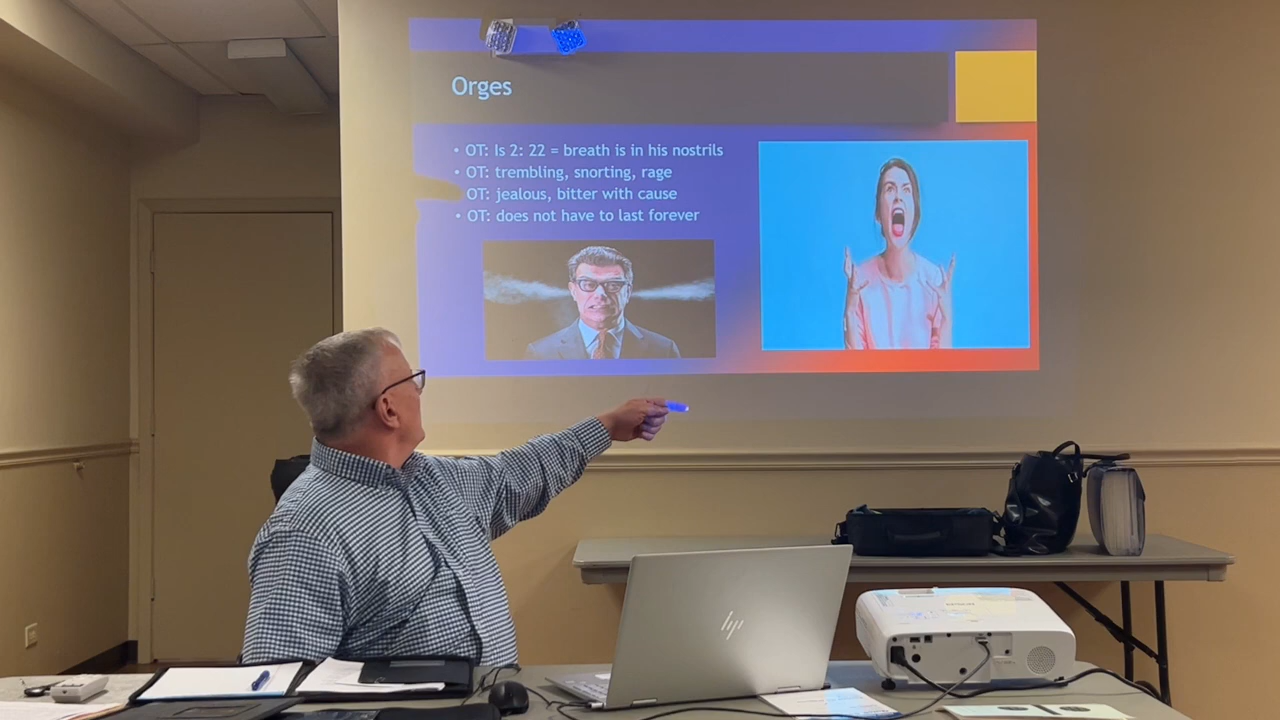 Orges
• OT: Is 2: 22 = breath is in his nostrils
• OT: trembling, snorting, rage
OT: jealous, bitter with cause
• OT: does not have to last forever
hp
EPSON